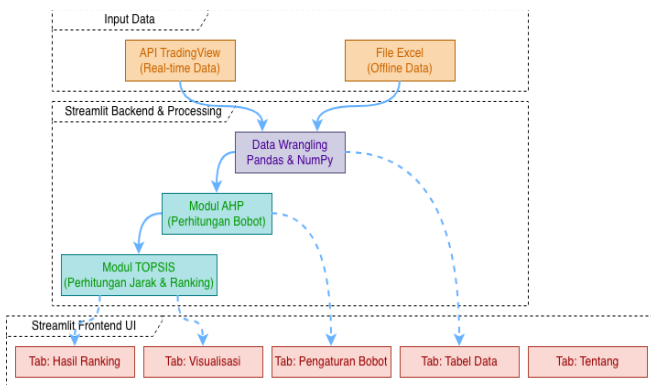 Input Data
API TradingView
(Real-time Data)
File Excel
(Offline Data)
Streamlit Backend & Processing
Data Wrangling
Pandas & NumPy
Modul AHP
(Perhitungan Bobot)
Modul TOPSIS
(Perhitungan Jarak & Ranking)
Streamlit Frontend UI
Tab: Hasil Ranking
Tab: Visualisasi
Tab: Pengaturan Bobot
Tab: Tabel Data
Tab: Tentang